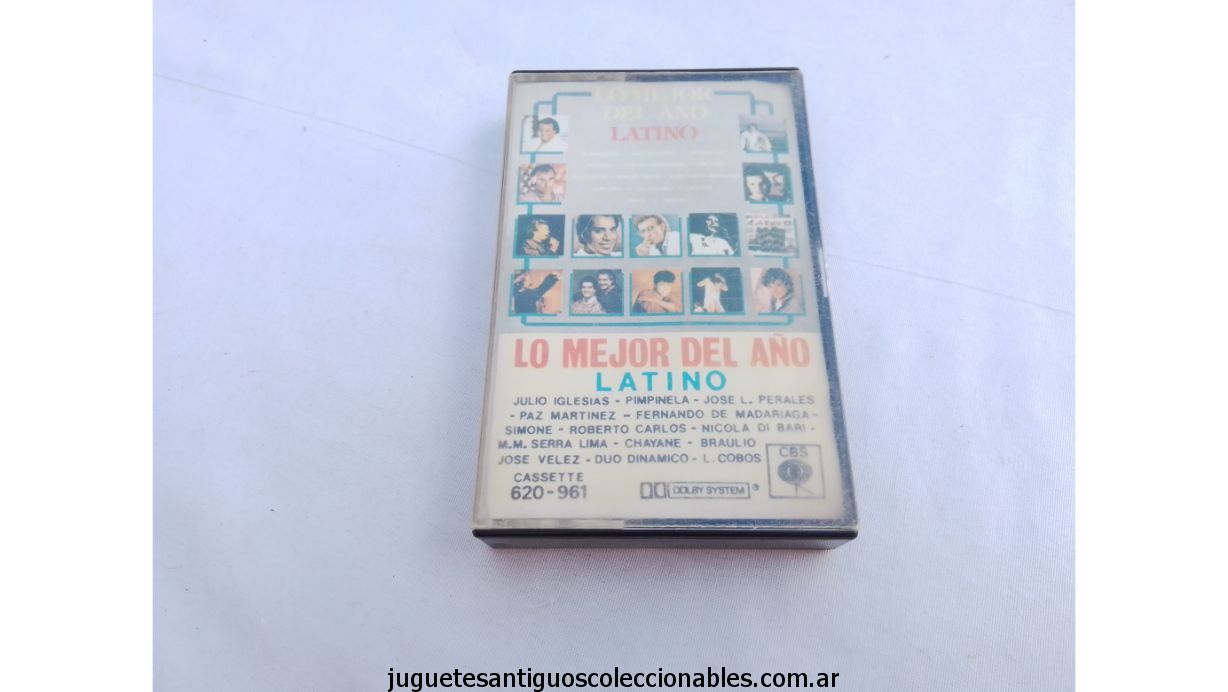 LO MEJOR
DEL AÑO
LATINO
LO MEJOR DEL AÑO
LATINO
JULIO IGLESIAS - PIMPINELA - JOSE L. PERALES
- PAZ MARTINEZ - FERNANDO DE MADARIAGA -
SIMONE - ROBERTO CARLOS - NICOLA DI BARI -
M.M. SERRA LIMA - CHAYANE - BRAULIO
JOSE VELEZ - DUO DINAMICO - L. COBOS
CBS
CASSETTE
620-961
DOLBY SYSTEM ®
juguetesantiguoscoleccionables.com.ar